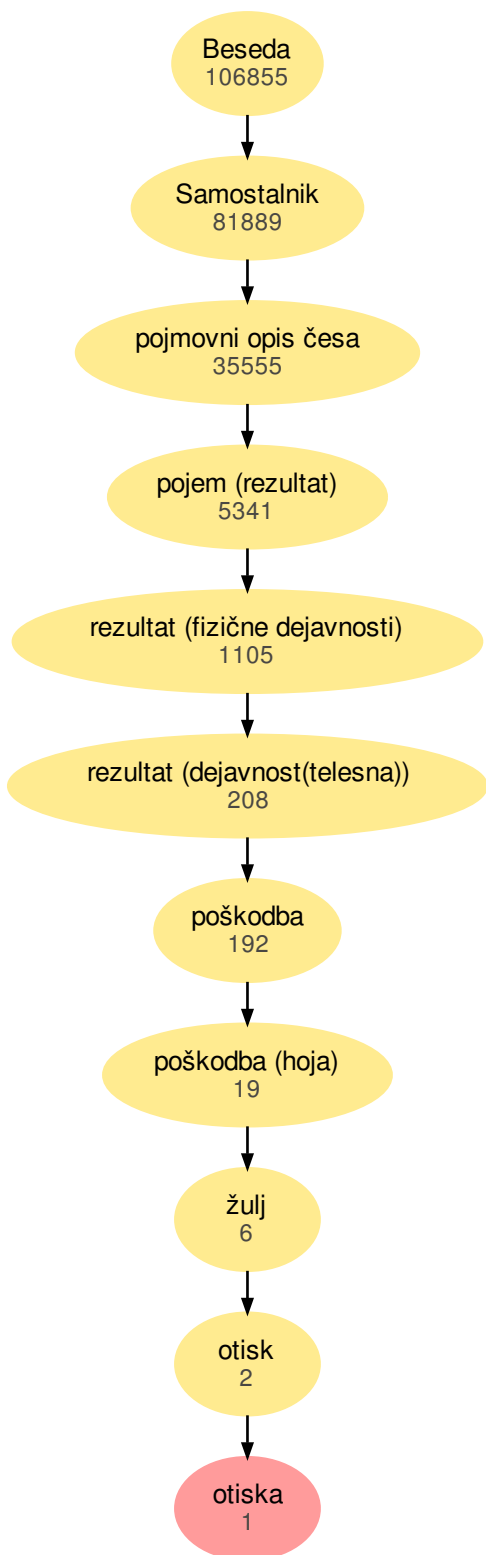 Beseda
106855
Samostalnik
81889
pojmovni opis česa
35555
pojem (rezultat)
5341
rezultat (fizične dejavnosti)
1105
rezultat (dejavnost(telesna))
208
poškodba
192
poškodba (hoja)
19
žulj
6
otisk
2
otiska
1